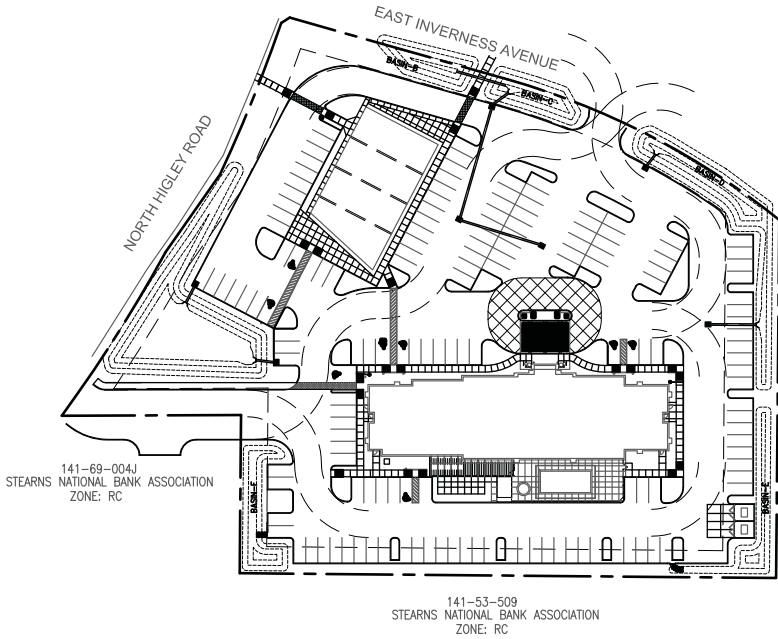 EAST INVERNESS AVENUE
BASIN-B
BASIN-C
NORTH HIGLEY ROAD
BASIN-D
141-69-004J
STEARNS NATIONAL BANK ASSOCIATION
ZONE: RC
BASIN-F
BASIN-E
141-53-509
STEARNS NATIONAL BANK ASSOCIATION
ZONE: RC